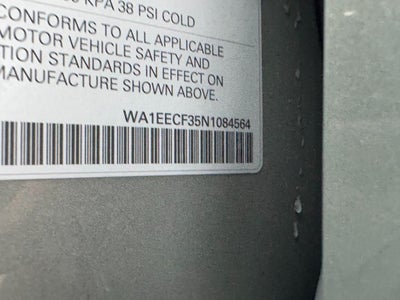 KPA 38 PSI COLD
CONFORMS TO ALL APPLICABLE
MOTOR VEHICLE SAFETY AND
TION STANDARDS IN EFFECT ON
MANUFACTURE SHOWN ABOVE.
WA1EECF35N1084564